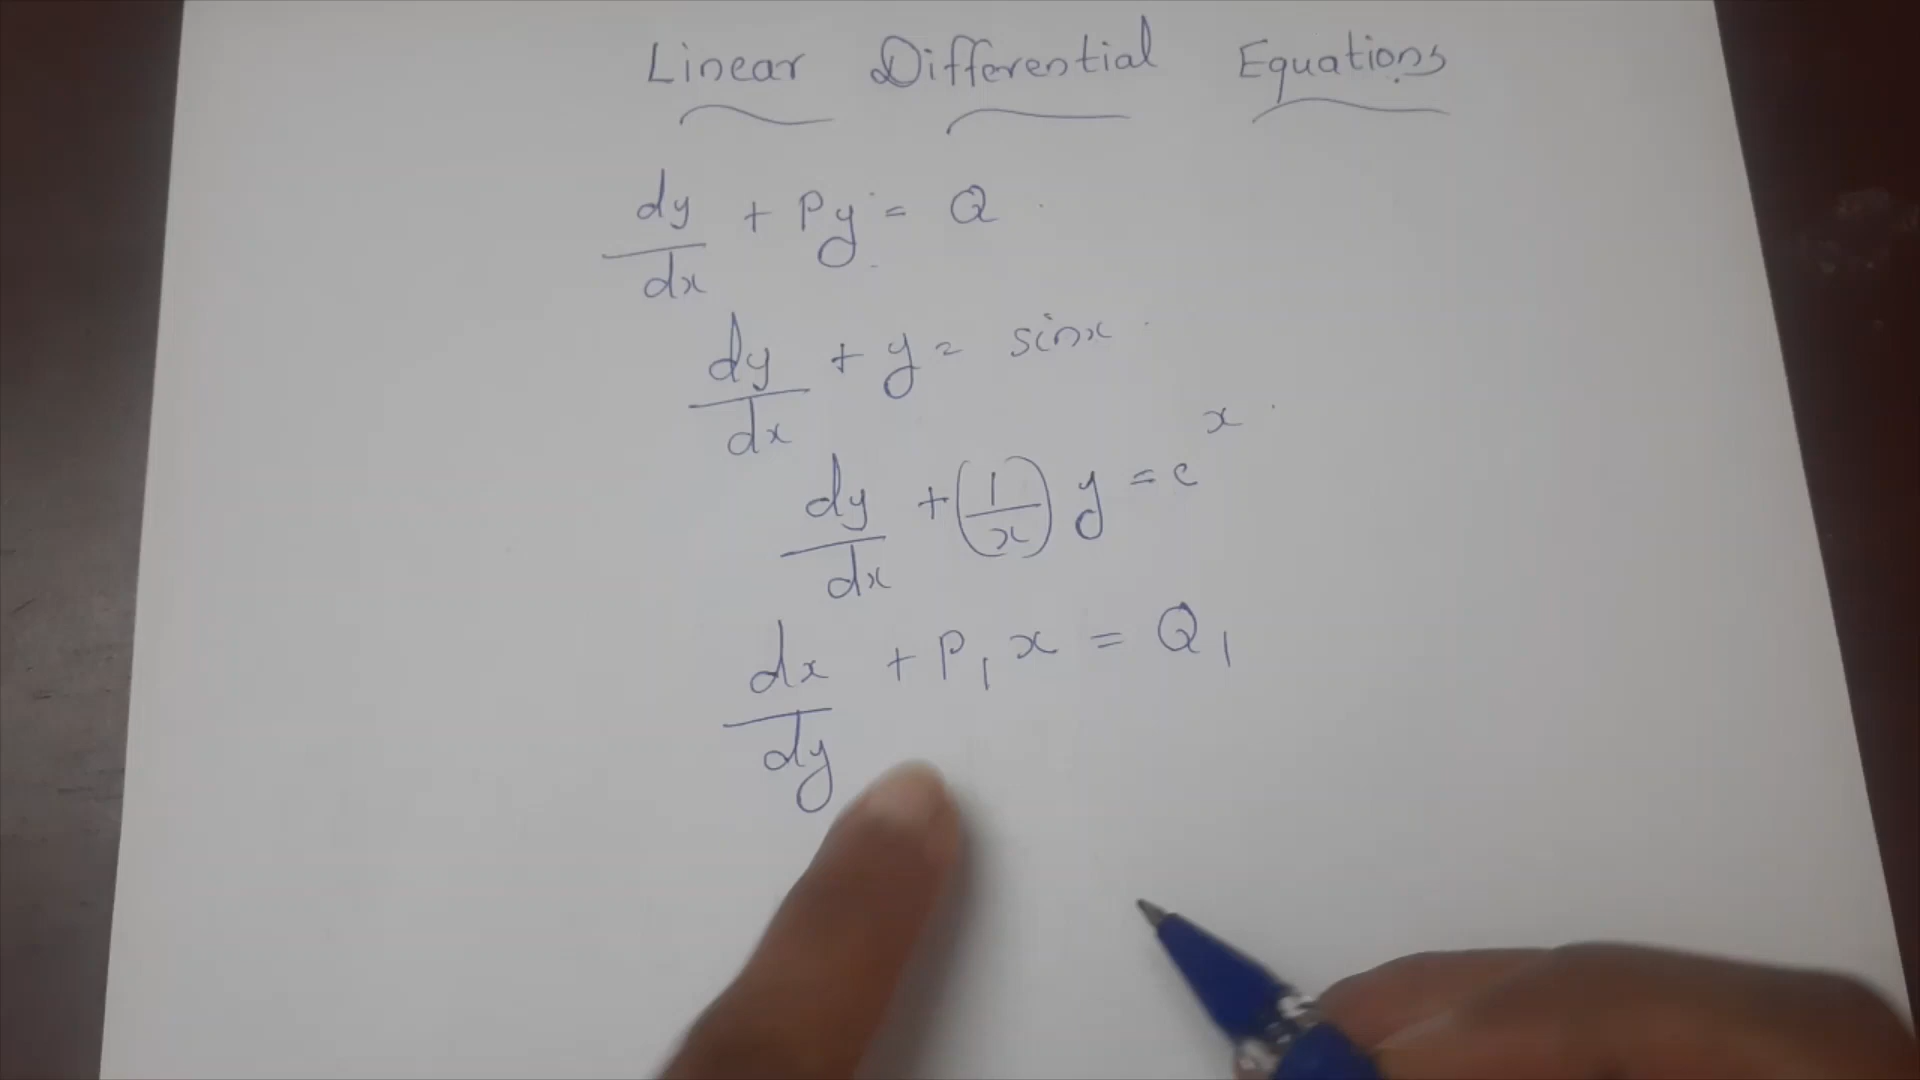 Linear Differential Equations
dy/dx + Py = Q
dy/dx + y = sinx
dy/dx + (1/x) y = e^x
dx/dy + P₁ x = Q₁